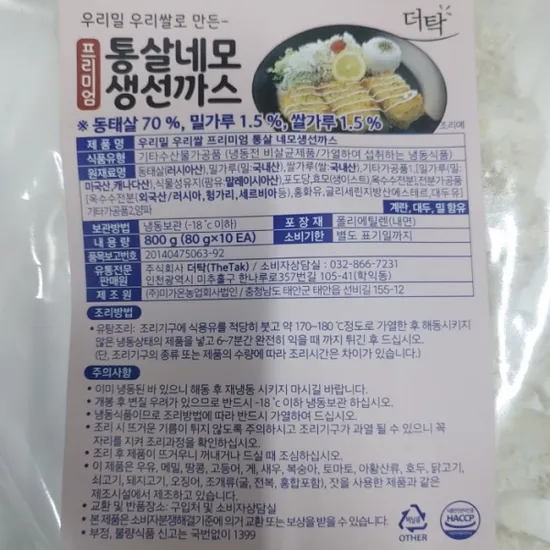 우리밀 우리쌀로 만든-
더탁
프리미엄
통살네모
생선까스
조리예
※ 동태살 70 %, 밀가루 1.5 %, 쌀가루 1.5 %
제 품 명 우리밀 우리쌀 프리미엄 통살 네모생선까스
식품유형 기타수산물가공품 (냉동전 비살균제품/가열하여 섭취하는 냉동식품)
원재료명 동태살(러시아산), 밀가루(밀:국내산), 쌀가루(쌀:국내산), 기타가공품1, [밀가루(밀:
미국산,캐나다산), 식물성유지(팜유:말레이시아산), 포도당,효모(생이스트), 옥수수전분],전분가공품
[옥수수전분(외국산/러시아,헝가리,세르비아등),홍화유,글리세린지방산에스테르,대두유]
기타가공품2,양파
계란, 대두, 밀 함유
보관방법 냉동보관 (-18℃이하) 포 장 재 폴리에틸렌(내면)
내 용 량 800 g (80 g×10 EA) 소비기한 별도 표기일까지
품목보고번호 20140475063-92
유통전문판매원 주식회사 더탁(TheTak) / 소비자상담실 : 032-866-7231
인천광역시 미추홀구 한나루로357번길 105-41(학익동)
제 조 원 (주)미가온농업회사법인 / 충청남도 태안군 태안읍 선비길 155-12
조리방법
• 유탕조리: 조리기구에 식용유를 적당히 붓고 약 170~180℃정도로 가열한 후 해동시키지
않은 냉동상태의 제품을 넣고 6~7분간 완전히 익을 때 까지 튀긴 후 드십시오.
(단, 조리기구의 종류 또는 제품의 수량에 따라 조리시간은 차이가 있습니다.)
주의사항
• 이미 냉동된 바 있으니 해동 후 재냉동 시키지 마시길 바랍니다.
• 개봉 후 변질 우려가 있으므로 반드시 -18℃이하 냉동보관 하십시오.
• 냉동식품이므로 조리방법에 따라 반드시 가열하여 드십시오.
• 조리 시 뜨거운 기름이 튀지 않도록 주의하시고 조리기구가 과열 될 수 있으니 꼭
자리를 지켜 조리과정을 확인하십시오.
• 조리 후 제품이 뜨거우니 꺼내거나 드실 때 조심하십시오.
• 이 제품은 우유, 메밀, 땅콩, 고등어, 게, 새우, 복숭아, 토마토, 아황산류, 호두, 닭고기,
쇠고기, 돼지고기, 오징어, 조개류(굴, 전복, 홍합포함), 잣을 사용한 제품과 같은
제조시설에서 제조하고 있습니다.
• 교환 및 반품장소: 구입처 및 소비자상담실
• 본 제품은 소비자분쟁해결기준에 의거 교환 또는 보상을 받을 수 있습니다.
• 부정, 불량식품 신고는 국번없이 1399
비닐류
OTHER
HACCP